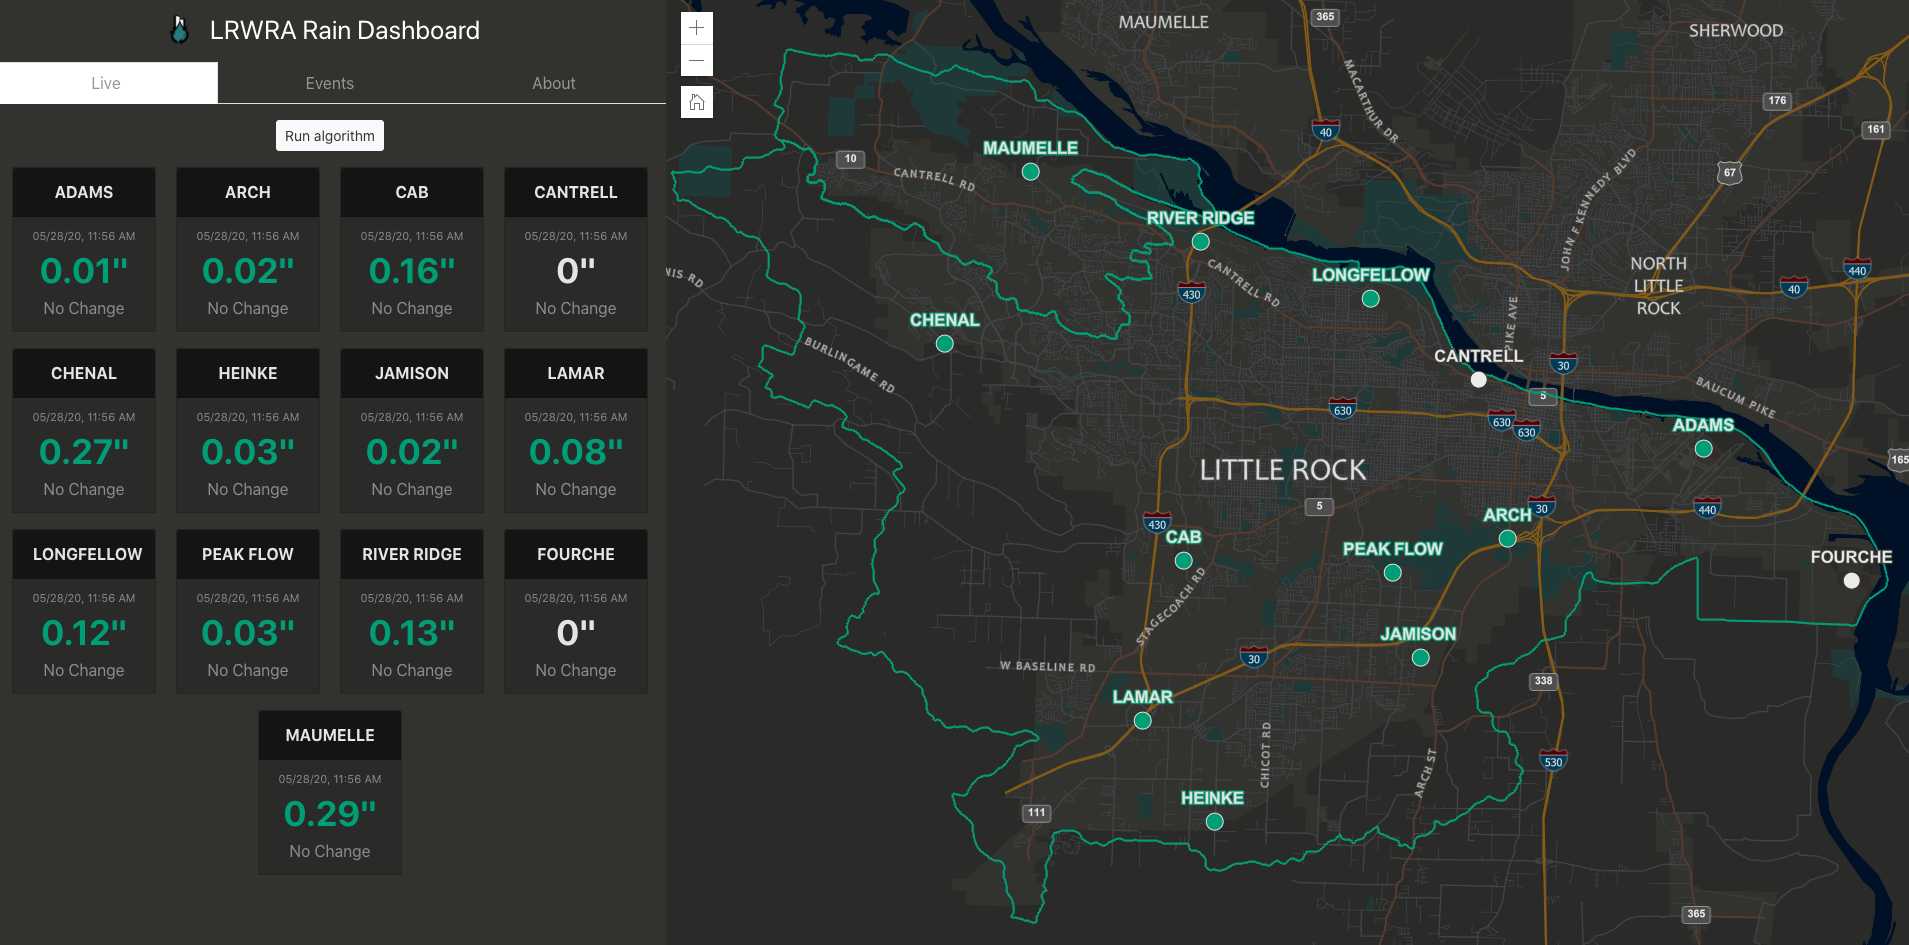 LRWRA Rain Dashboard
Live
Events
About
Run algorithm
ADAMS
05/28/20, 11:56 AM
0.01"
No Change
ARCH
05/28/20, 11:56 AM
0.02"
No Change
CAB
05/28/20, 11:56 AM
0.16"
No Change
CANTRELL
05/28/20, 11:56 AM
0"
No Change
CHENAL
05/28/20, 11:56 AM
0.27"
No Change
HEINKE
05/28/20, 11:56 AM
0.03"
No Change
JAMISON
05/28/20, 11:56 AM
0.02"
No Change
LAMAR
05/28/20, 11:56 AM
0.08"
No Change
LONGFELLOW
05/28/20, 11:56 AM
0.12"
No Change
PEAK FLOW
05/28/20, 11:56 AM
0.03"
No Change
RIVER RIDGE
05/28/20, 11:56 AM
0.13"
No Change
FOURCHE
05/28/20, 11:56 AM
0"
No Change
MAUMELLE
05/28/20, 11:56 AM
0.29"
No Change
MAUMELLE
365
SHERWOOD
MACARTHUR DR
176
40
161
MAUMELLE
10
CANTRELL RD
67
JOHN F KENNEDY BLVD
RIVER RIDGE
NIS RD
CANTRELL RD
LONGFELLOW
NORTH
LITTLE
ROCK
440
40
430
PIKE AVE
CHENAL
BURLINGAME RD
CANTRELL
30
5
BAUCUM PIKE
630
630
630
ADAMS
LITTLE ROCK
165
5
30
440
ARCH
430
CAB
PEAK FLOW
FOURCHE
STAGECOACH RD
JAMISON
30
W BASELINE RD
338
LAMAR
CHICOT RD
ARCH ST
530
HEINKE
111
365